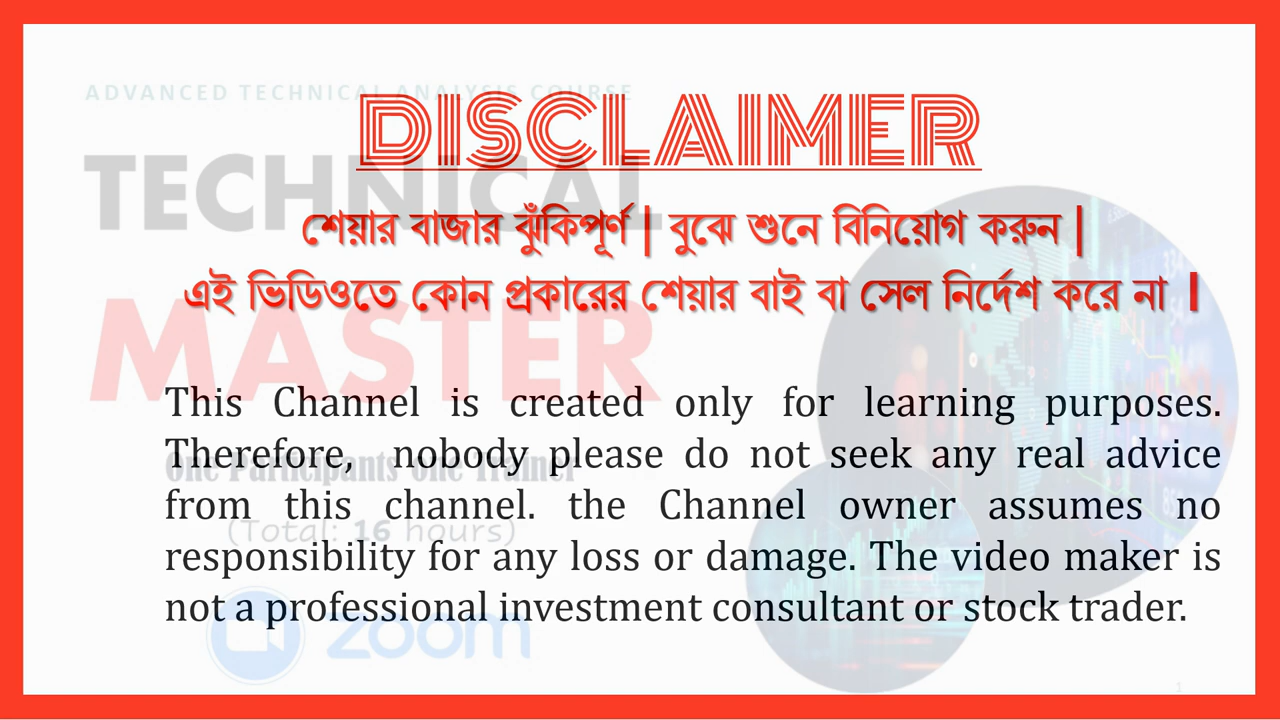 ADVANCED TECHNICAL ANALYSIS COURSE
DISCLAIMER
TECHNICAL
শেয়ার বাজার ঝুঁকিপূর্ণ | বুঝে শুনে বিনিয়োগ করুন |
এই ভিডিওতে কোন প্রকারের শেয়ার বাই বা সেল নির্দেশ করে না |
MASTER
This Channel is created only for learning purposes.
Therefore, nobody please do not seek any real advice
One Participants One Trainer
from this channel. the Channel owner assumes no
(Total: 16 hours)
responsibility for any loss or damage. The video maker is
not a professional investment consultant or stock trader.
zoom
1